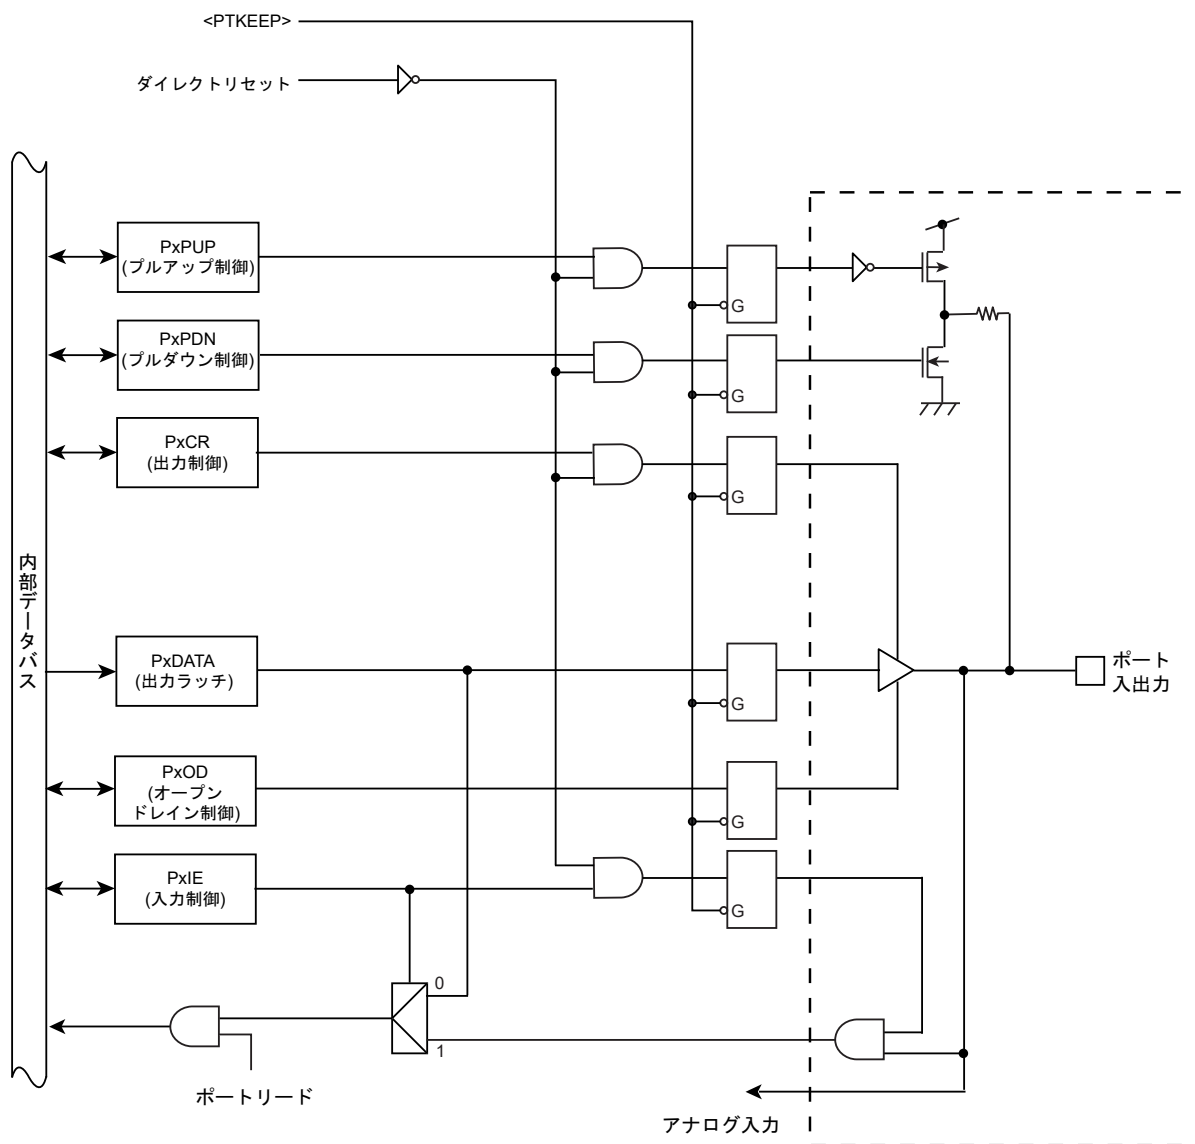 <PTKEEP>
ダイレクトリセット
PxPUP
(プルアップ制御)
G
PxPDN
(プルダウン制御)
G
PxCR
(出力制御)
G
内部データバス
PxDATA
(出力ラッチ)
G
ポート
入出力
PxOD
(オープン
ドレイン制御)
G
PxIE
(入力制御)
G
0
1
ポートリード
アナログ入力